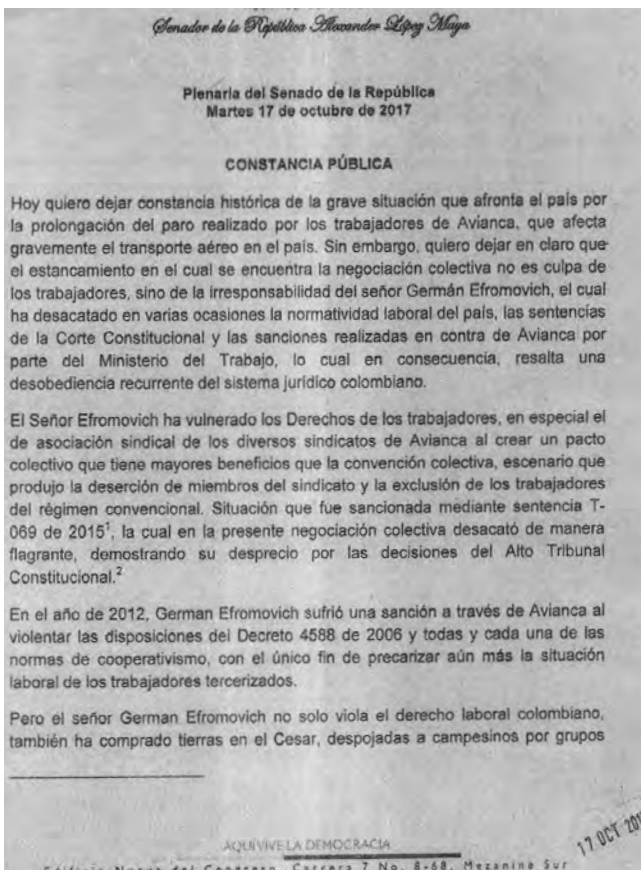 Senador de la República Alexander López Maya
Plenaria del Senado de la República
Martes 17 de octubre de 2017
CONSTANCIA PÚBLICA
Hoy quiero dejar constancia histórica de la grave situación que afronta el país por
la prolongación del paro realizado por los trabajadores de Avianca, que afecta
gravemente el transporte aéreo en el país. Sin embargo, quiero dejar en claro que
el estancamiento en el cual se encuentra la negociación colectiva no es culpa de
los trabajadores, sino de la irresponsabilidad del señor Germán Efromovich, el cual
ha desacatado en varias ocasiones la normatividad laboral del país, las sentencias
de la Corte Constitucional y las sanciones realizadas en contra de Avianca por
parte del Ministerio del Trabajo, lo cual en consecuencia, resalta una
desobediencia recurrente del sistema jurídico colombiano.
El Señor Efromovich ha vulnerado los Derechos de los trabajadores, en especial el
de asociación sindical de los diversos sindicatos de Avianca al crear un pacto
colectivo que tiene mayores beneficios que la convención colectiva, escenario que
produjo la deserción de miembros del sindicato y la exclusión de los trabajadores
del régimen convencional. Situación que fue sancionada mediante sentencia T-
069 de 2015¹, la cual en la presente negociación colectiva desacató de manera
flagrante, demostrando su desprecio por las decisiones del Alto Tribunal
Constitucional.²
En el año de 2012, German Efromovich sufrió una sanción a través de Avianca al
violentar las disposiciones del Decreto 4588 de 2006 y todas y cada una de las
normas de cooperativismo, con el único fin de precarizar aún más la situación
laboral de los trabajadores tercerizados.
Pero el señor German Efromovich no solo viola el derecho laboral colombiano,
también ha comprado tierras en el Cesar, despojadas a campesinos por grupos
17 OCT 201
AQUÍ VIVE LA DEMOCRACIA
Edificio Nuevo del Congreso, Carrera 7 No. 8-68, Mezanine Sur